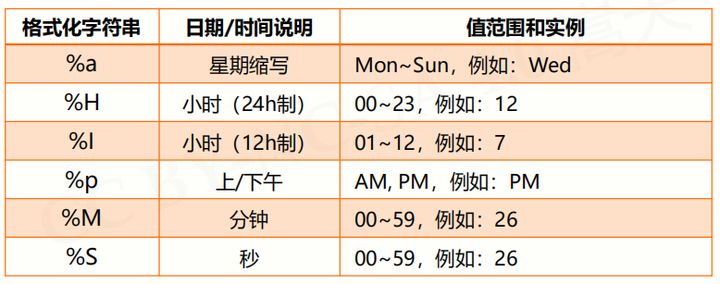 格式化字符串 日期/时间说明 值范围和实例
%a 星期缩写 Mon~Sun，例如：Wed
%H 小时（24h制） 00~23，例如：12
%I 小时（12h制） 01~12，例如：7
%p 上/下午 AM, PM，例如：PM
%M 分钟 00~59，例如：26
%S 秒 00~59，例如：26